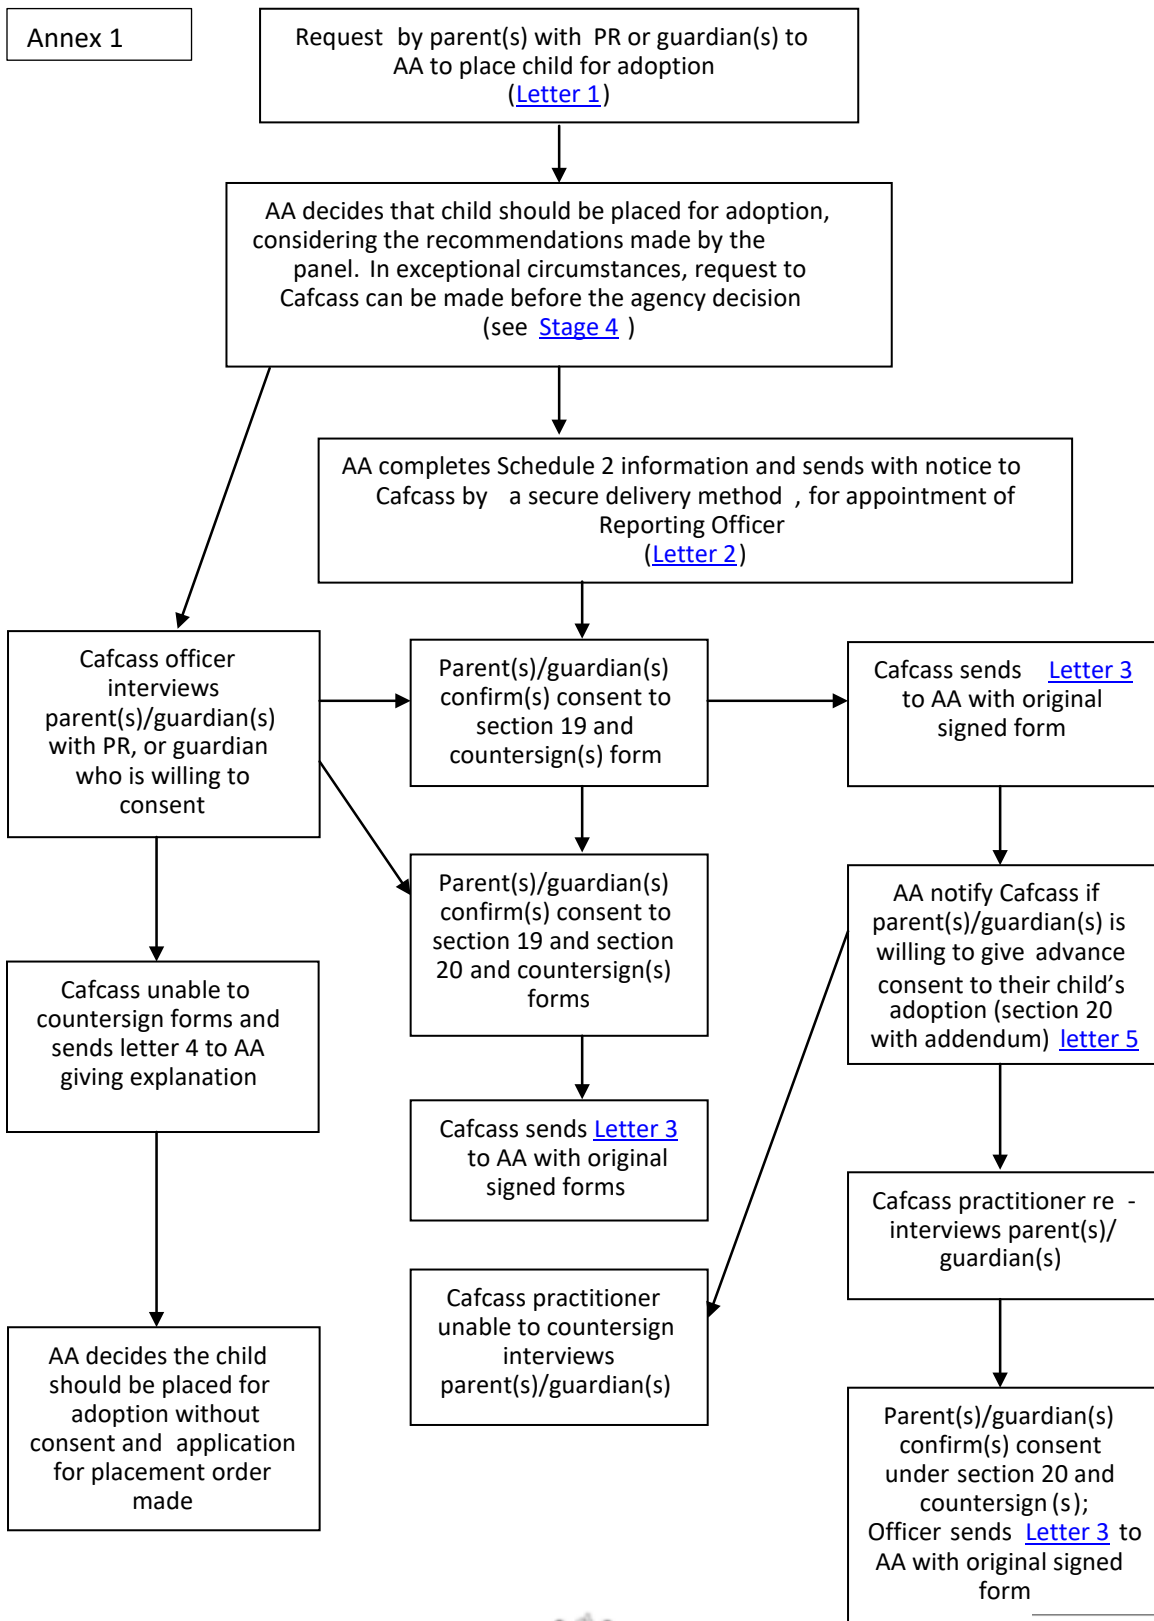 Annex 1
Request by parent(s) with PR or guardian(s) to
AA to place child for adoption
(Letter 1)
AA decides that child should be placed for adoption,
considering the recommendations made by the
panel. In exceptional circumstances, request to
Cafcass can be made before the agency decision
(see Stage 4 )
AA completes Schedule 2 information and sends with notice to
Cafcass by a secure delivery method , for appointment of
Reporting Officer
(Letter 2)
Cafcass officer
interviews
parent(s)/guardian(s)
with PR, or guardian
who is willing to
consent
Parent(s)/guardian(s)
confirm(s) consent to
section 19 and
countersign(s) form
Cafcass sends Letter 3
to AA with original
signed form
Parent(s)/guardian(s)
confirm(s) consent to
section 19 and section
20 and countersign(s)
forms
AA notify Cafcass if
parent(s)/guardian(s) is
willing to give advance
consent to their child’s
adoption (section 20
with addendum) letter 5
Cafcass unable to
countersign forms and
sends letter 4 to AA
giving explanation
Cafcass sends Letter 3
to AA with original
signed forms
Cafcass practitioner re -
interviews parent(s)/
guardian(s)
Cafcass practitioner
unable to countersign
interviews
parent(s)/guardian(s)
AA decides the child
should be placed for
adoption without
consent and application
for placement order
made
Parent(s)/guardian(s)
confirm(s) consent
under section 20 and
countersign (s);
Officer sends Letter 3 to
AA with original signed
form